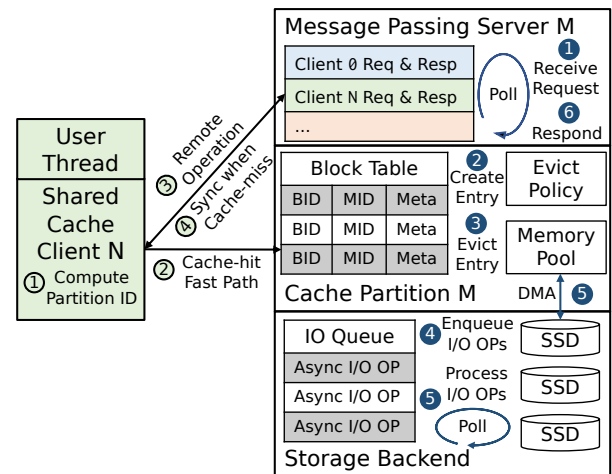 Message Passing Server M
Client 0 Req & Resp
Client N Req & Resp
...
Poll
1
Receive
Request
6
Respond
User
Thread
Shared
Cache
Client N
1 Compute
Partition ID
3 Remote
Operation
4 Sync when
Cache-miss
2 Cache-hit
Fast Path
Block Table
BID MID Meta
BID MID Meta
BID MID Meta
2
Create
Entry
3
Evict
Entry
Evict
Policy
Memory
Pool
Cache Partition M
DMA 5
IO Queue
Async I/O OP
Async I/O OP
Async I/O OP
4 Enqueue
I/O OPs
Process
I/O OPs
5
Poll
SSD
SSD
SSD
Storage Backend